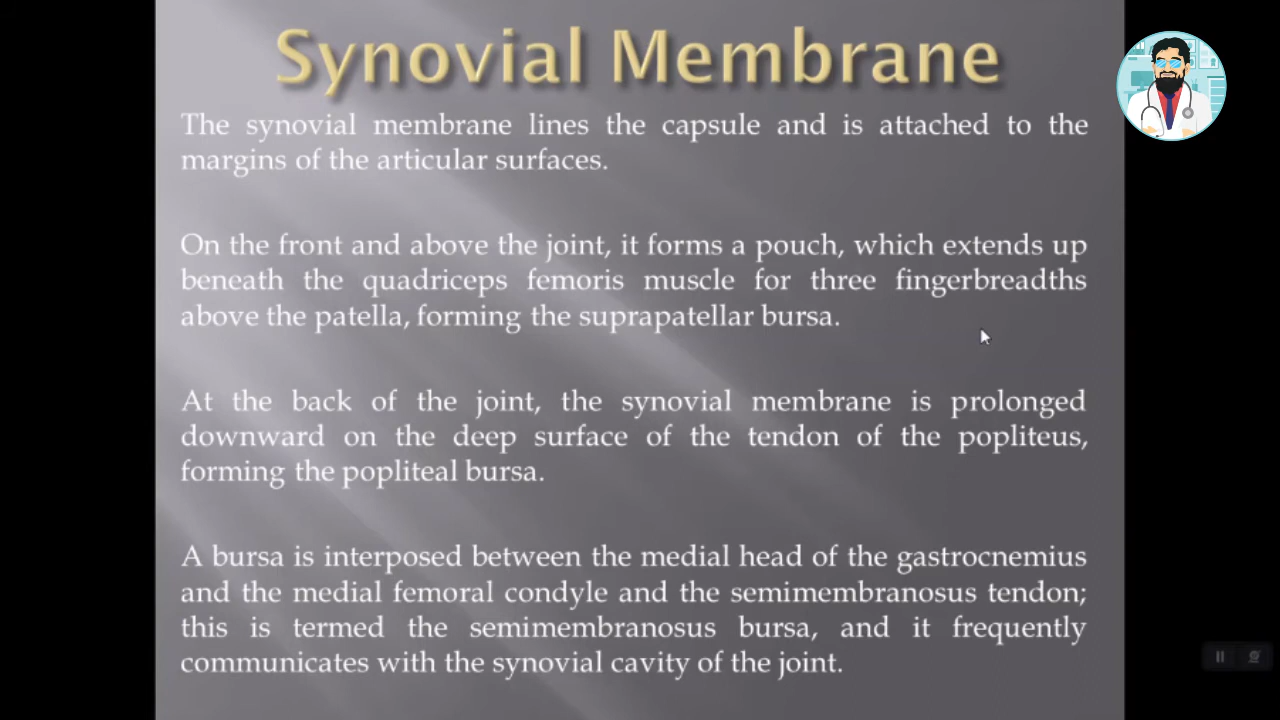 Synovial Membrane
The synovial membrane lines the capsule and is attached to the
margins of the articular surfaces.
On the front and above the joint, it forms a pouch, which extends up
beneath the quadriceps femoris muscle for three fingerbreadths
above the patella, forming the suprapatellar bursa.
At the back of the joint, the synovial membrane is prolonged
downward on the deep surface of the tendon of the popliteus,
forming the popliteal bursa.
A bursa is interposed between the medial head of the gastrocnemius
and the medial femoral condyle and the semimembranosus tendon;
this is termed the semimembranosus bursa, and it frequently
communicates with the synovial cavity of the joint.